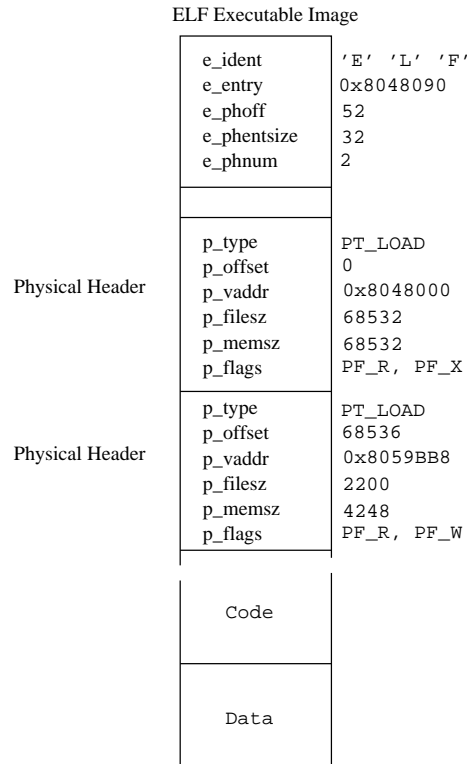 ELF Executable Image
e_ident 'E' 'L' 'F'
e_entry 0x8048090
e_phoff 52
e_phentsize 32
e_phnum 2
Physical Header
p_type PT_LOAD
p_offset 0
p_vaddr 0x8048000
p_filesz 68532
p_memsz 68532
p_flags PF_R, PF_X
Physical Header
p_type PT_LOAD
p_offset 68536
p_vaddr 0x8059BB8
p_filesz 2200
p_memsz 4248
p_flags PF_R, PF_W
Code
Data